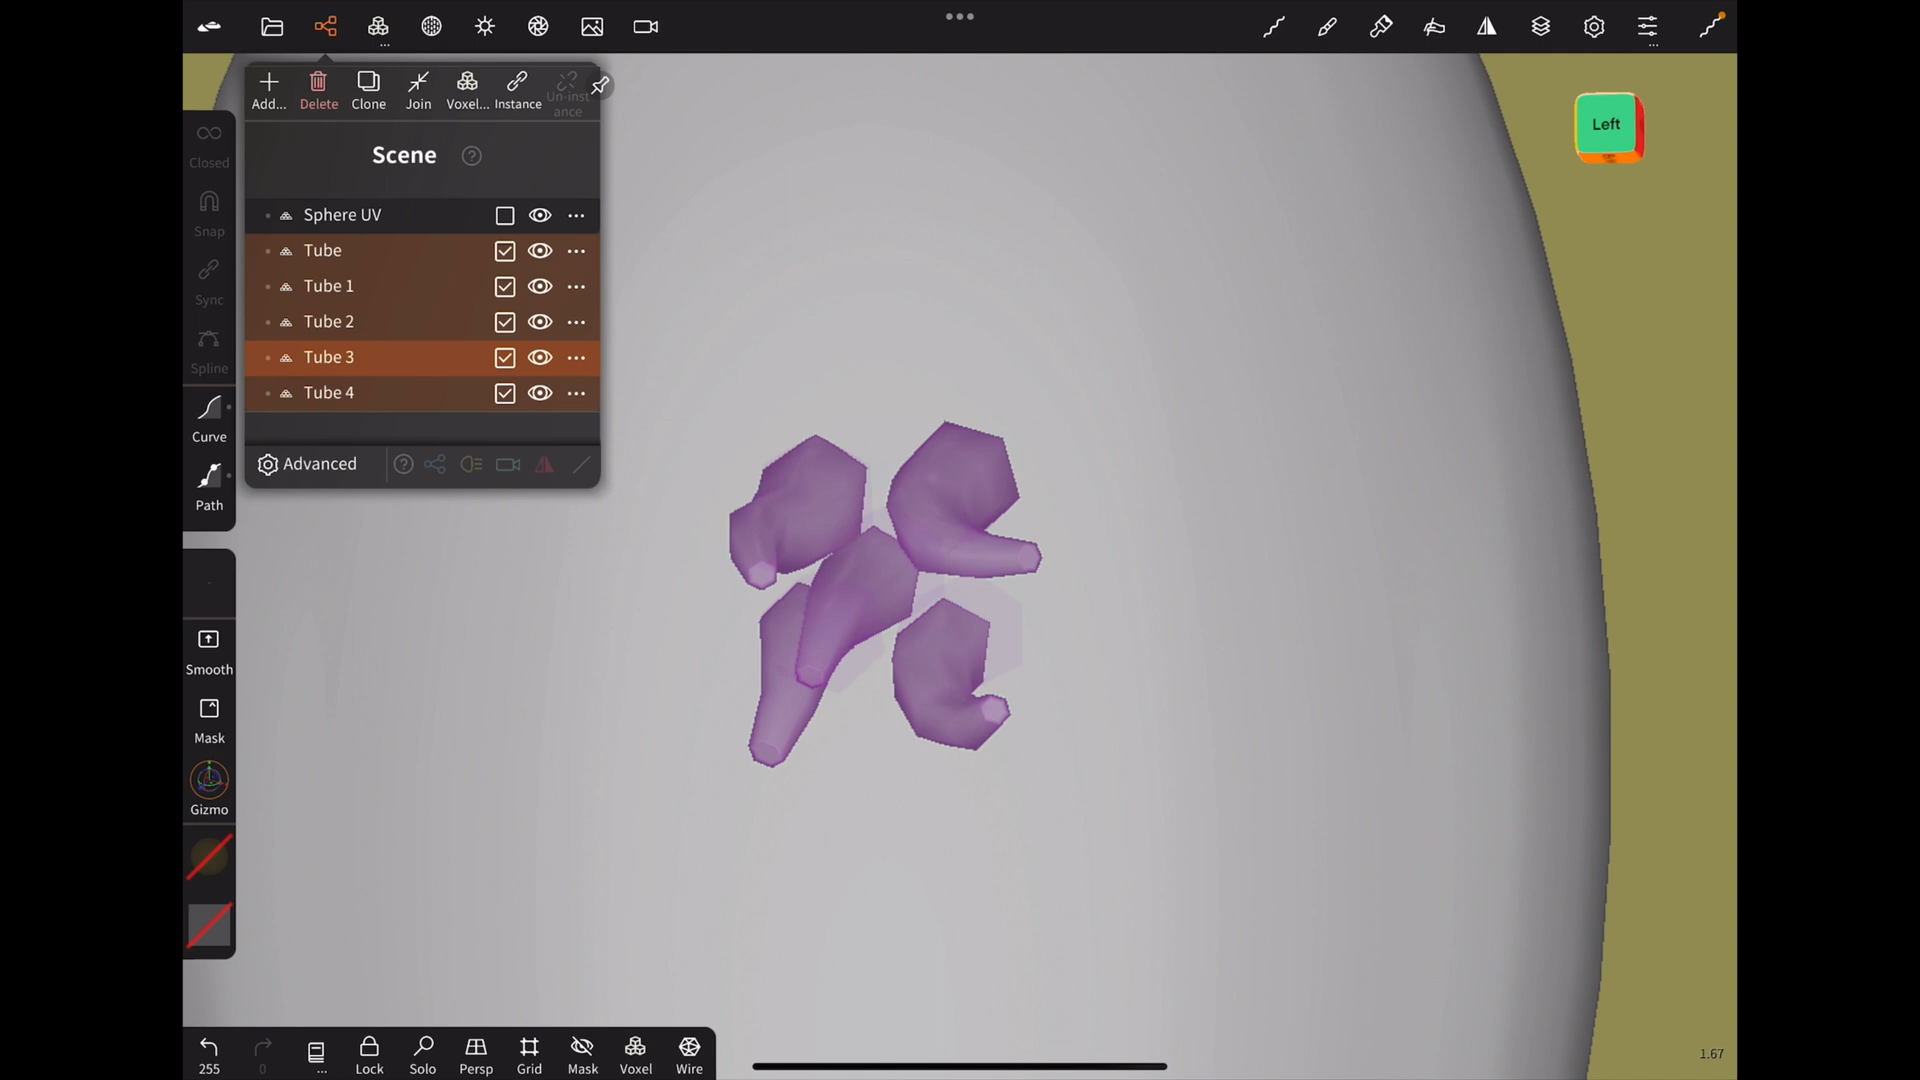 Left
Add...
Delete
Clone
Join
Voxel...
Instance
Un-inst
ance
Scene
?
Closed
Snap
Sync
Spline
Curve
Path
Sphere UV
Tube
Tube 1
Tube 2
Tube 3
Tube 4
Advanced
?
Smooth
Mask
Gizmo
255
0
...
Lock
Solo
Persp
Grid
Mask
Voxel
Wire
1.67